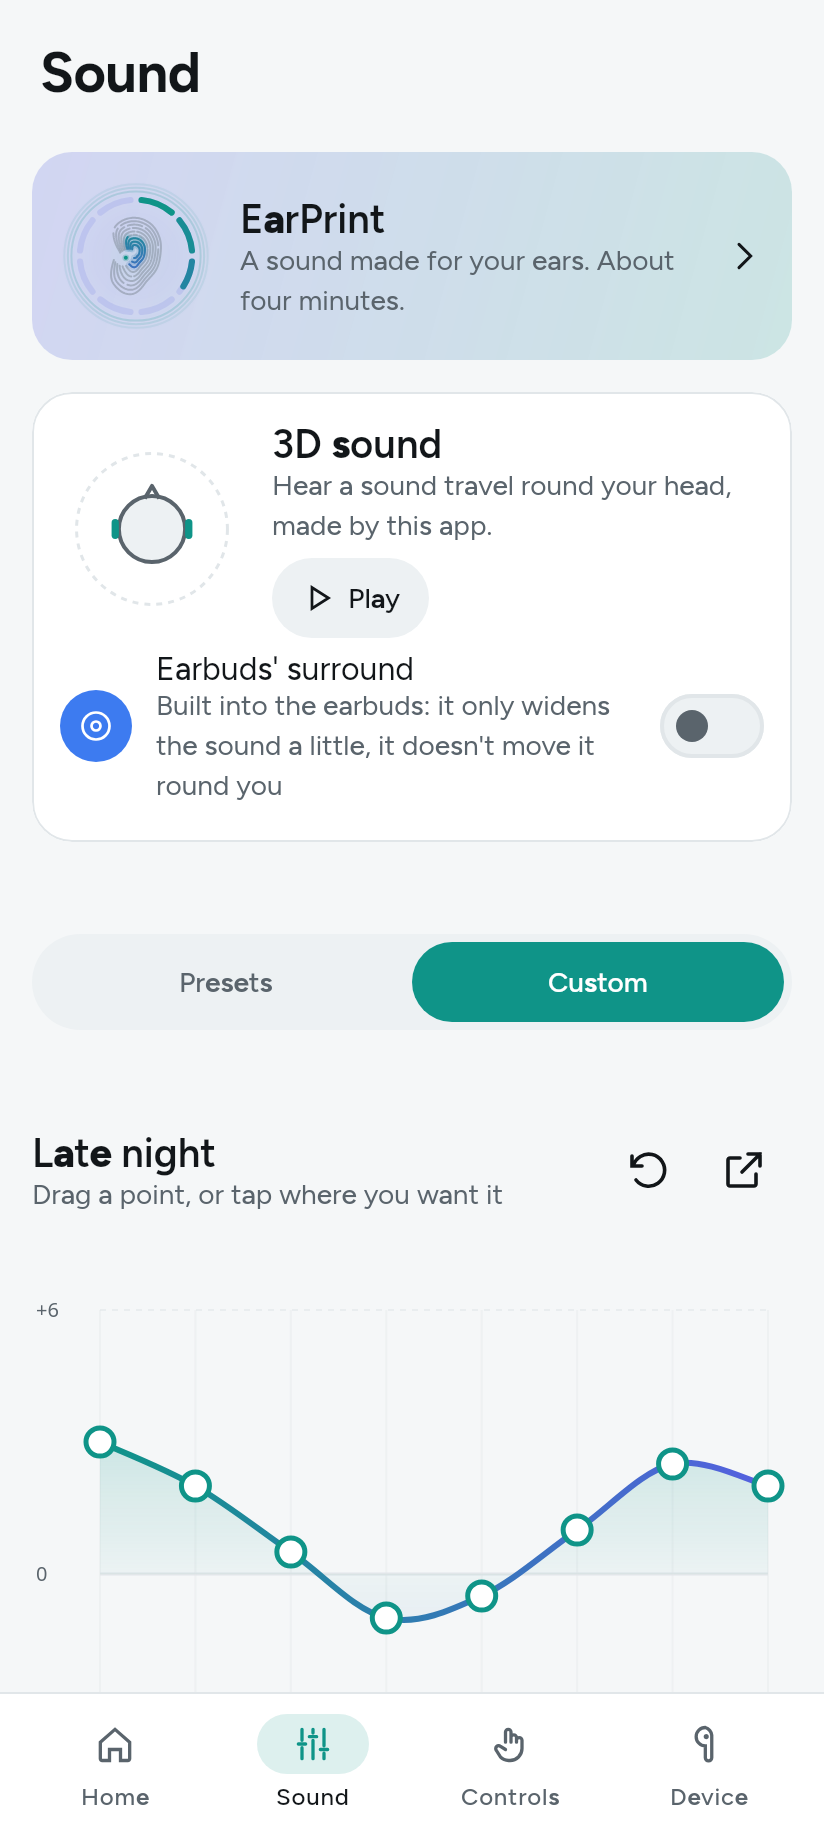 Sound
EarPrint
A sound made for your ears. About
four minutes.
3D sound
Hear a sound travel round your head,
made by this app.
Play
Earbuds' surround
Built into the earbuds: it only widens
the sound a little, it doesn't move it
round you
Presets
Custom
Late night
Drag a point, or tap where you want it
+6
0
Home
Sound
Controls
Device